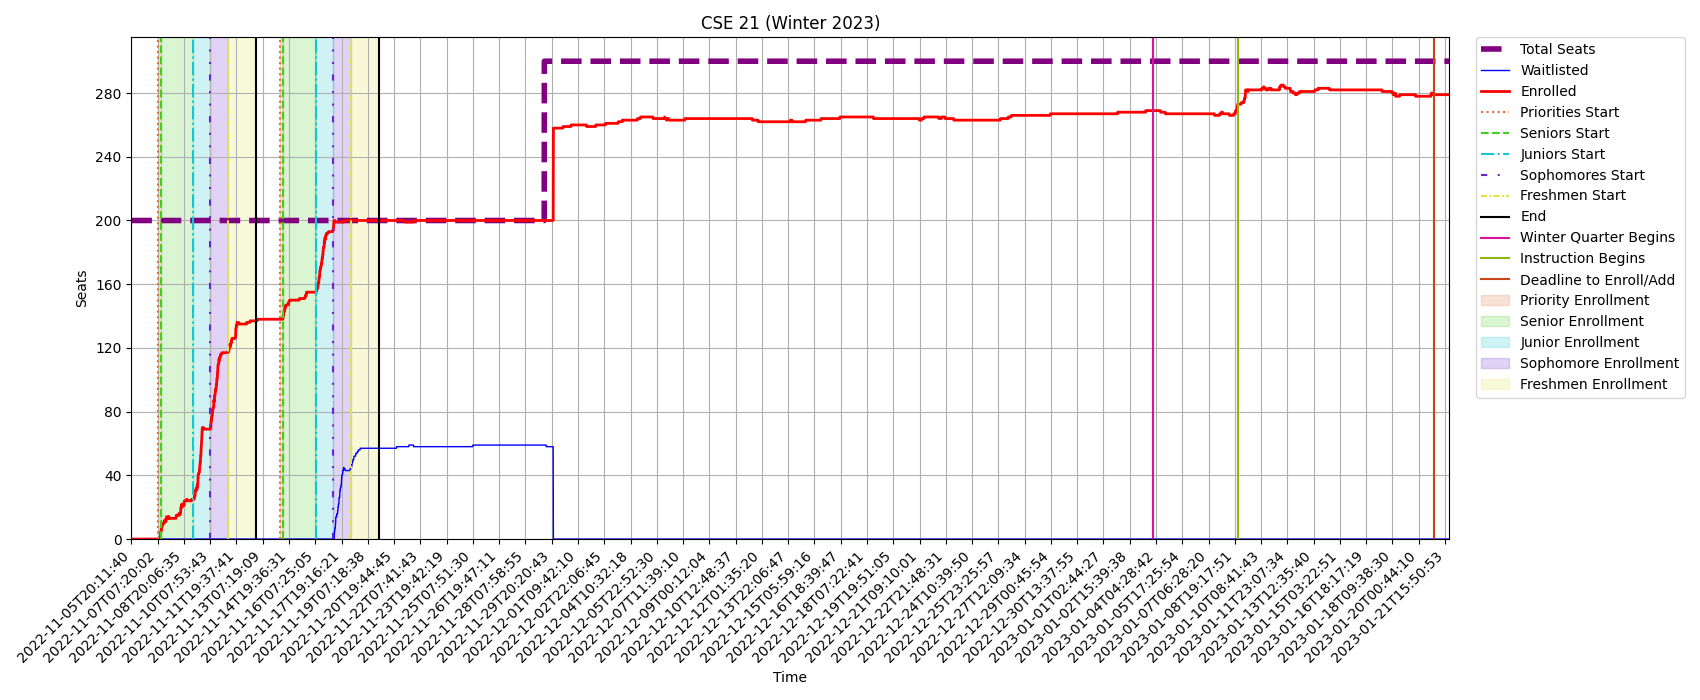 CSE 21 (Winter 2023)
Seats
280
240
200
160
120
80
40
0
2022-11-05T20:11:40
2022-11-07T07:20:02
2022-11-08T20:06:35
2022-11-10T07:53:43
2022-11-11T19:37:41
2022-11-13T07:19:09
2022-11-14T19:36:31
2022-11-16T07:25:05
2022-11-17T19:16:21
2022-11-19T07:18:38
2022-11-20T19:44:45
2022-11-22T07:41:43
2022-11-23T19:42:19
2022-11-25T07:51:30
2022-11-26T19:47:11
2022-11-28T07:58:55
2022-11-29T20:20:43
2022-12-01T09:42:10
2022-12-02T22:06:45
2022-12-04T10:32:18
2022-12-05T22:52:30
2022-12-07T11:39:10
2022-12-09T00:12:04
2022-12-10T12:48:37
2022-12-12T01:35:20
2022-12-13T22:06:47
2022-12-15T05:59:16
2022-12-16T18:39:47
2022-12-18T07:22:41
2022-12-19T19:51:05
2022-12-21T09:10:01
2022-12-22T21:48:31
2022-12-24T10:39:50
2022-12-25T23:25:57
2022-12-27T12:09:34
2022-12-29T00:45:54
2022-12-30T13:37:55
2023-01-01T02:44:27
2023-01-02T15:39:38
2023-01-04T04:28:42
2023-01-05T17:25:54
2023-01-07T06:28:20
2023-01-08T19:17:51
2023-01-10T08:41:43
2023-01-11T23:07:34
2023-01-13T12:35:40
2023-01-15T03:22:51
2023-01-16T18:17:19
2023-01-18T09:38:30
2023-01-20T00:44:10
2023-01-21T15:50:53
Time
Total Seats
Waitlisted
Enrolled
Priorities Start
Seniors Start
Juniors Start
Sophomores Start
Freshmen Start
End
Winter Quarter Begins
Instruction Begins
Deadline to Enroll/Add
Priority Enrollment
Senior Enrollment
Junior Enrollment
Sophomore Enrollment
Freshmen Enrollment